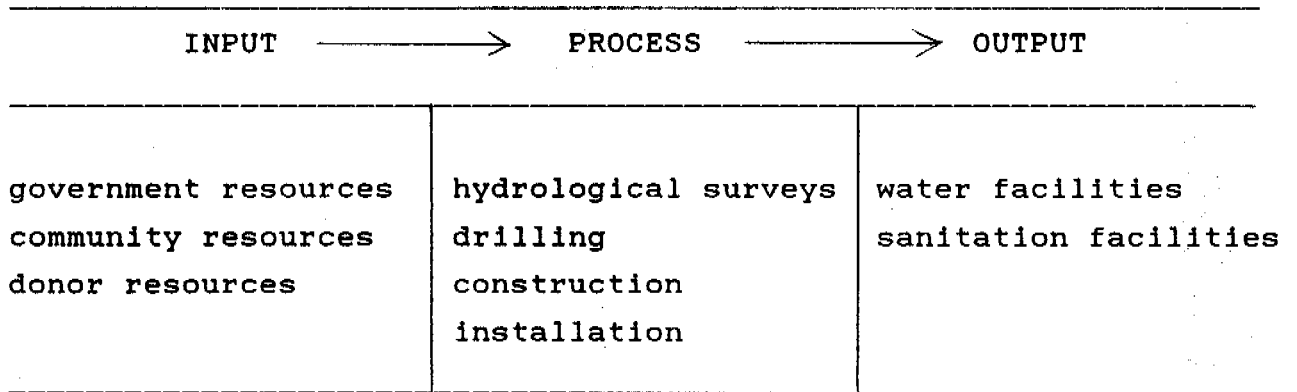 INPUT PROCESS OUTPUT
government resources hydrological surveys water facilities
community resources drilling sanitation facilities
donor resources construction
installation